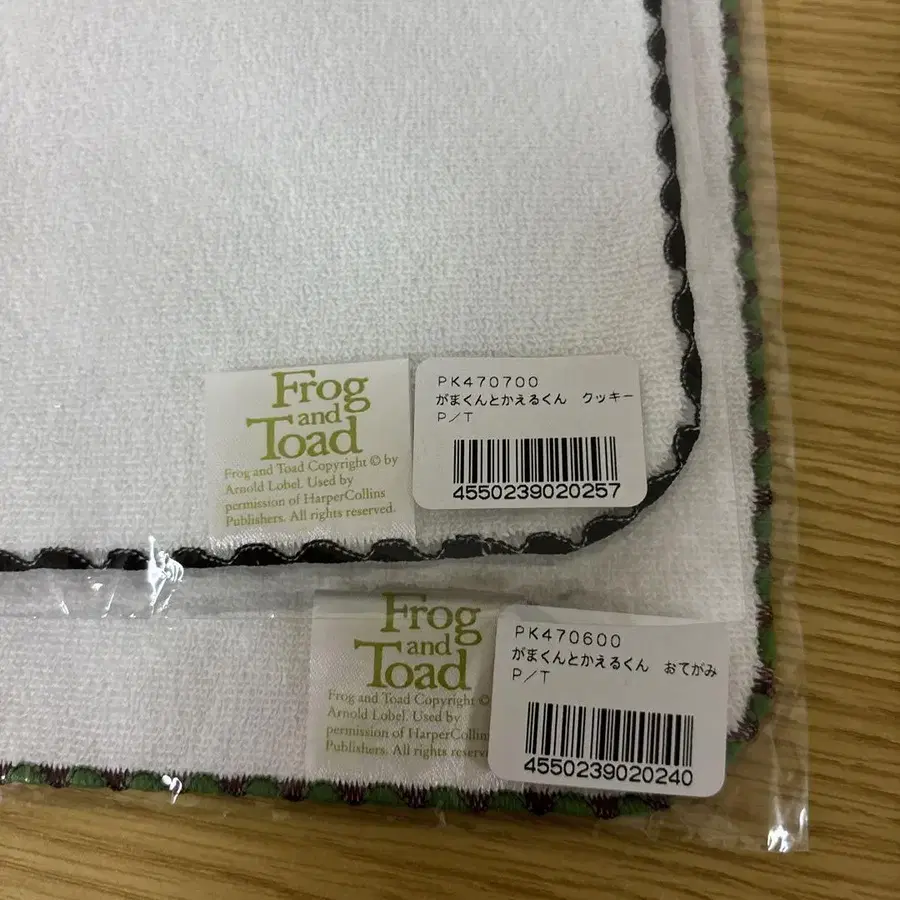 Frog
and
Toad
Frog and Toad Copyright © by
Arnold Lobel. Used by
permission of HarperCollins
Publishers. All rights reserved.
PK470700
がまくんとかえるくん クッキー
P/T
4550239020257
Frog
and
Toad
Frog and Toad Copyright ©
Arnold Lobel. Used by
permission of HarperCollins
Publishers. All rights
PK470600
がまくんとかえるくん おてがみ
P/T
4550239020240